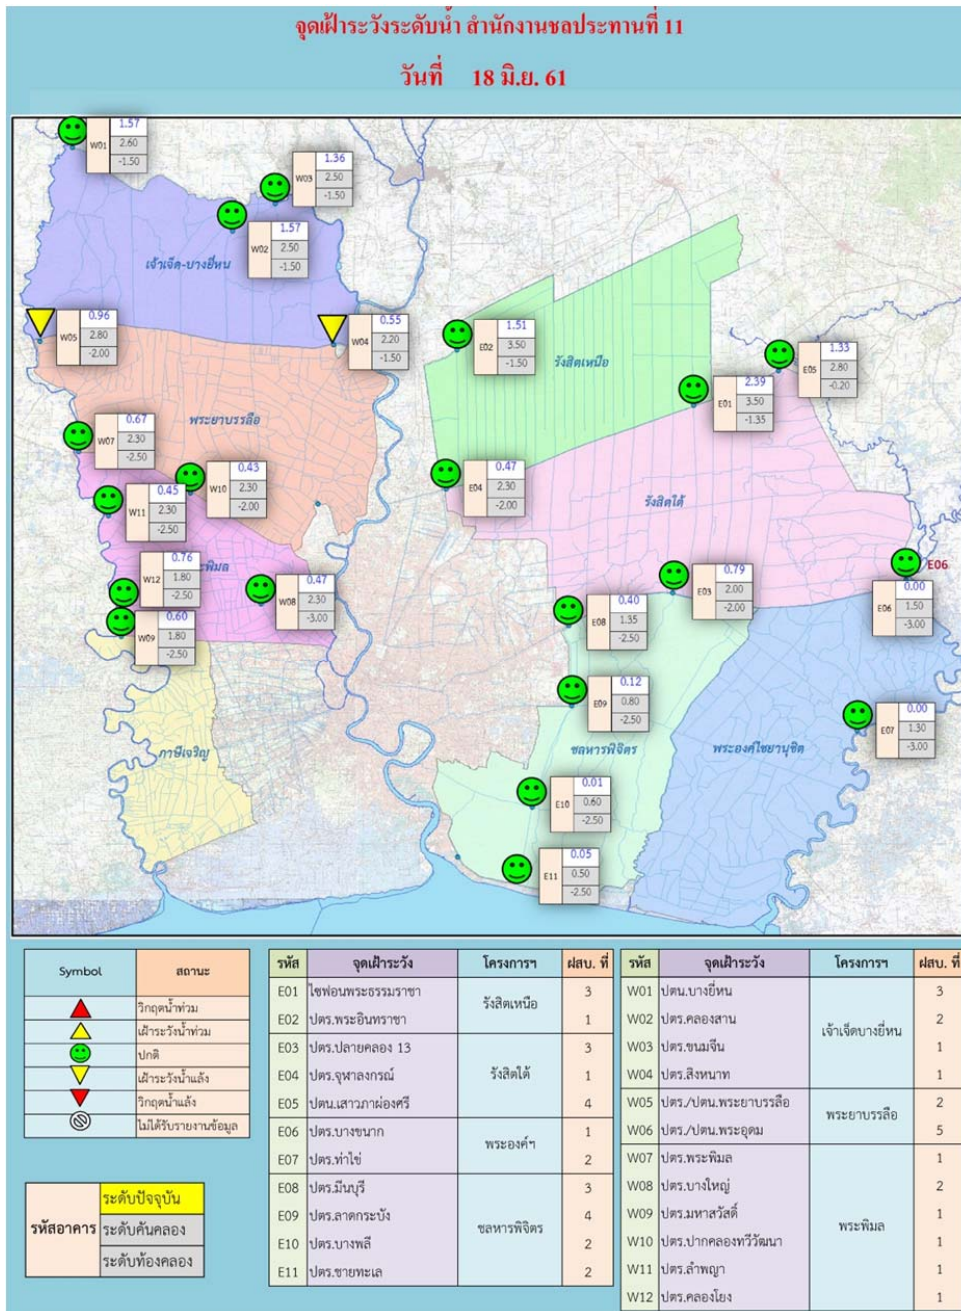 จุดเฝ้าระวังระดับน้ำ สำนักงานชลประทานที่ 11
วันที่ 18 มิ.ย. 61
W01 1.57 2.60 -1.50
W03 1.36 2.50 -1.50
W02 1.57 2.50 -1.50
เจ้าเจ็ด-บางยี่หน
W05 0.96 2.80 -2.00
W04 0.55 2.20 -1.50
E02 1.51 3.50 -1.50
รังสิตเหนือ
E05 1.33 2.80 -0.20
E01 2.39 3.50 -1.35
พระยาบรรลือ
W07 0.67 2.30 -2.50
W10 0.43 2.30 -2.00
E04 0.47 2.30 -2.00
W11 0.45 2.30 -2.50
รังสิตใต้
W12 0.76 1.80 -2.50
ะพิมล
W08 0.47 2.30 -3.00
E03 0.79 2.00 -2.00
E06
E06 0.00 1.50 -3.00
W09 0.60 1.80 -2.50
E08 0.40 1.35 -2.50
E09 0.12 0.80 -2.50
E07 0.00 1.30 -3.00
ภาษีเจริญ
ชลหารพิจิตร
พระองค์ไชยานุชิต
E10 0.01 0.60 -2.50
E11 0.05 0.50 -2.50
Symbol สถานะ
วิกฤตน้ำท่วม
เฝ้าระวังน้ำท่วม
ปกติ
เฝ้าระวังน้ำแล้ง
วิกฤตน้ำแล้ง
ไม่ได้รับรายงานข้อมูล
รหัสอาคาร
ระดับปัจจุบัน
ระดับคันคลอง
ระดับท้องคลอง
รหัส จุดเฝ้าระวัง โครงการฯ ฝสบ. ที่
E01 ไซฟอนพระธรรมราชา รังสิตเหนือ 3
E02 ปตร.พระอินทราชา 1
E03 ปตร.ปลายคลอง 13 รังสิตใต้ 3
E04 ปตร.จุฬาลงกรณ์ 1
E05 ปตน.เสาวภาผ่องศรี 4
E06 ปตร.บางขนาก พระองค์ฯ 1
E07 ปตร.ท่าไข่ 2
E08 ปตร.มีนบุรี ชลหารพิจิตร 3
E09 ปตร.ลาดกระบัง 4
E10 ปตร.บางพลี 2
E11 ปตร.ชายทะเล 2
รหัส จุดเฝ้าระวัง โครงการฯ ฝสบ. ที่
W01 ปตน.บางยี่หน เจ้าเจ็ดบางยี่หน 3
W02 ปตร.คลองสาน 2
W03 ปตร.ขนมจีน 1
W04 ปตร.สิงหนาท 1
W05 ปตร./ปตน.พระยาบรรลือ พระยาบรรลือ 2
W06 ปตร./ปตน.พระอุดม 5
W07 ปตร.พระพิมล พระพิมล 1
W08 ปตร.บางใหญ่ 2
W09 ปตร.มหาสวัสดิ์ 1
W10 ปตร.ปากคลองทวีวัฒนา 1
W11 ปตร.ลำพญา 1
W12 ปตร.คลองโยง 1